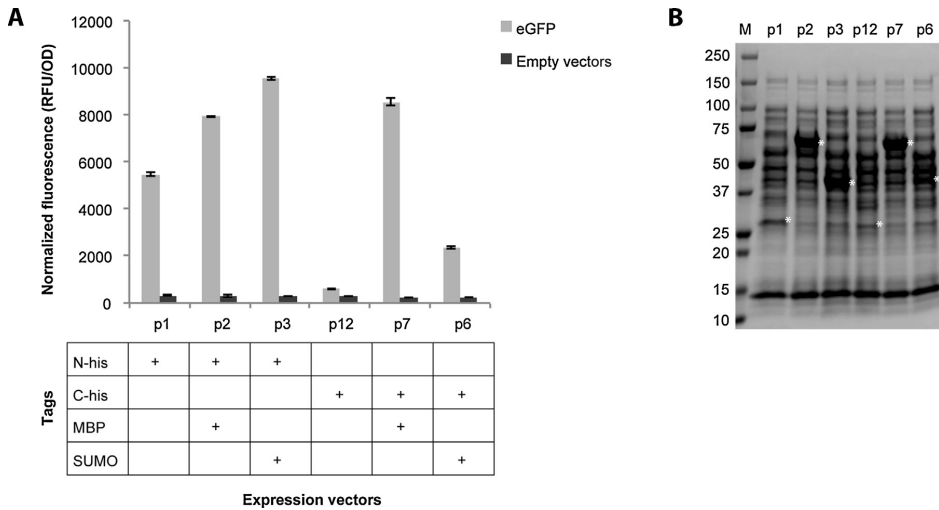 A
Normalized fluorescence (RFU/OD)
12000
10000
8000
6000
4000
2000
0
eGFP
Empty vectors
p1 p2 p3 p12 p7 p6
Tags
N-his + + +
C-his + + +
MBP + +
SUMO + +
Expression vectors
B
M p1 p2 p3 p12 p7 p6
250
150
100
75
50
37
25
20
15
10
* * * * * *